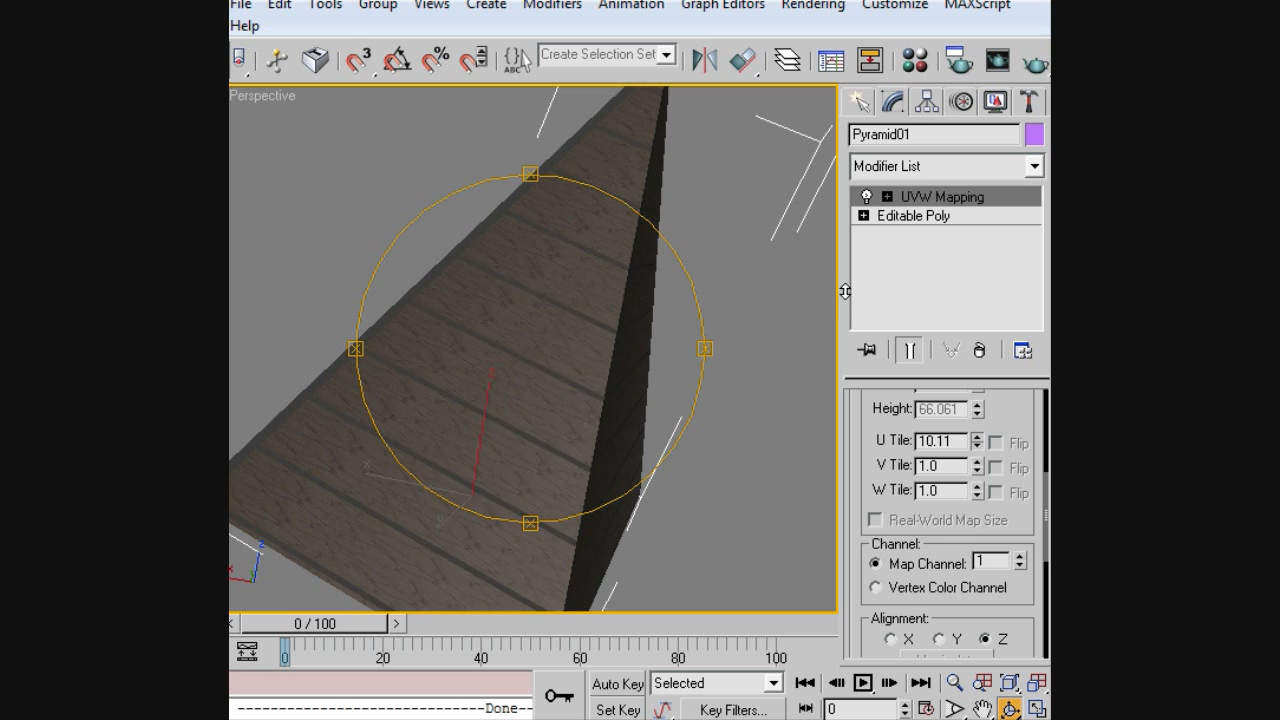 File Edit Tools Group Views Create Modifiers Animation Graph Editors Rendering Customize MAXScript
Help
3 % ABC Create Selection Set
Perspective
Pyramid01
Modifier List
UVW Mapping
Editable Poly
Height: 66.061
U Tile: 10.11 Flip
V Tile: 1.0 Flip
W Tile: 1.0 Flip
Real-World Map Size
Channel:
Map Channel: 1
Vertex Color Channel
Alignment:
X Y Z
0 / 100 >
0 20 40 60 80 100
Auto Key Selected
Set Key Key Filters... 0
Done